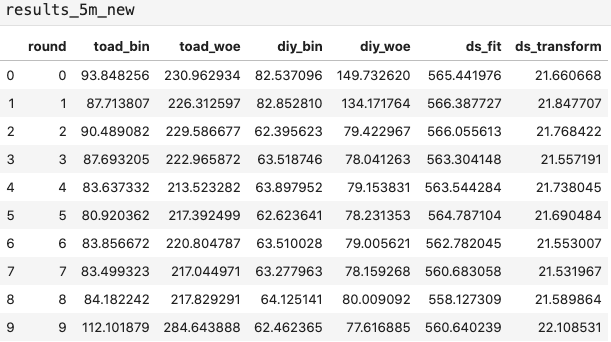 results_5m_new
round toad_bin toad_woe diy_bin diy_woe ds_fit ds_transform
0 0 93.848256 230.962934 82.537096 149.732620 565.441976 21.660668
1 1 87.713807 226.312597 82.852810 134.171764 566.387727 21.847707
2 2 90.489082 229.586677 62.395623 79.422967 566.055613 21.768422
3 3 87.693205 222.965872 63.518746 78.041263 563.304148 21.557191
4 4 83.637332 213.523282 63.897952 79.153831 563.544284 21.738045
5 5 80.920362 217.392499 62.623641 78.231353 564.787104 21.690484
6 6 83.856672 220.804787 63.510028 79.005621 562.782045 21.553007
7 7 83.499323 217.044971 63.277963 78.159268 560.683058 21.531967
8 8 84.182242 217.829291 64.125141 80.009092 558.127309 21.589864
9 9 112.101879 284.643888 62.462365 77.616885 560.640239 22.108531